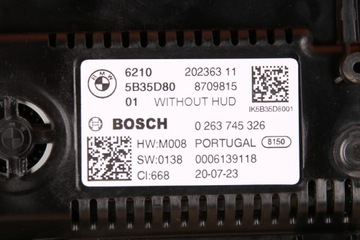 BMW
6210 202363 11
5B35D80 8709815
01 WITHOUT HUD
IK5B35D8001
BOSCH 0 263 745 326
HW:M008 PORTUGAL 8150
SW:0138 0006139118
CI:668 20-07-23